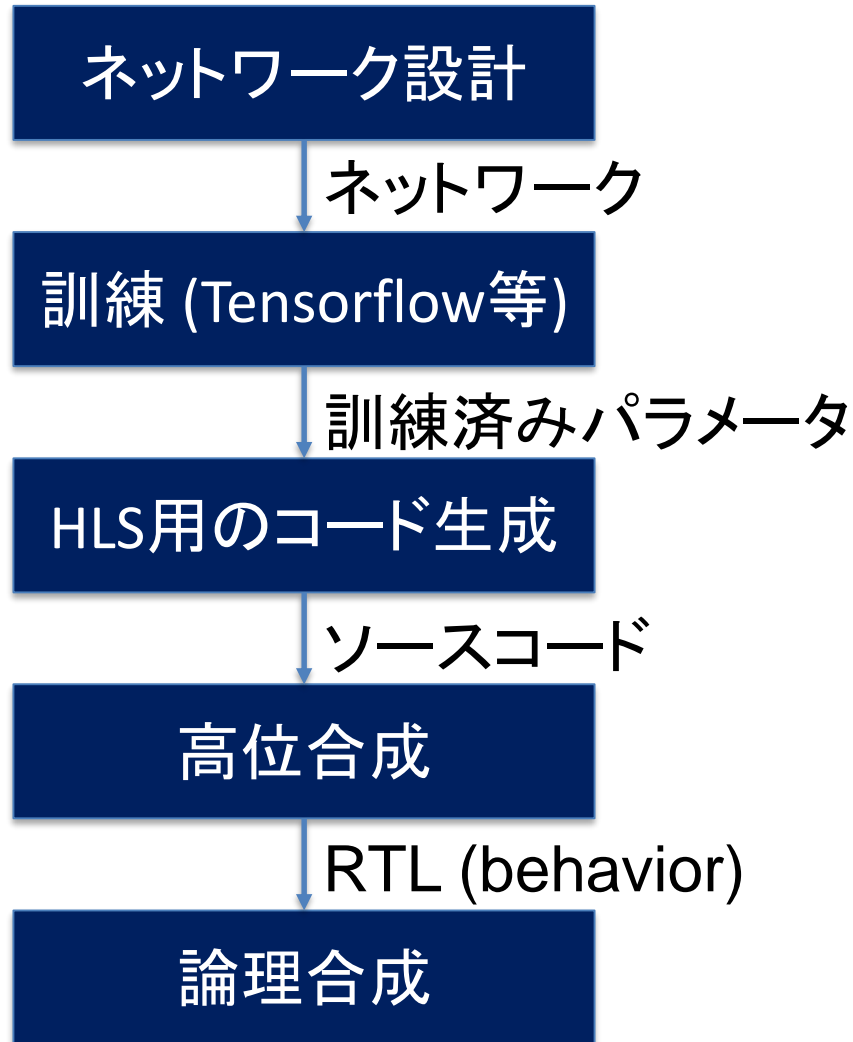 ネットワーク設計
ネットワーク
訓練 (Tensorflow等)
訓練済みパラメータ
HLS用のコード生成
ソースコード
高位合成
RTL (behavior)
論理合成